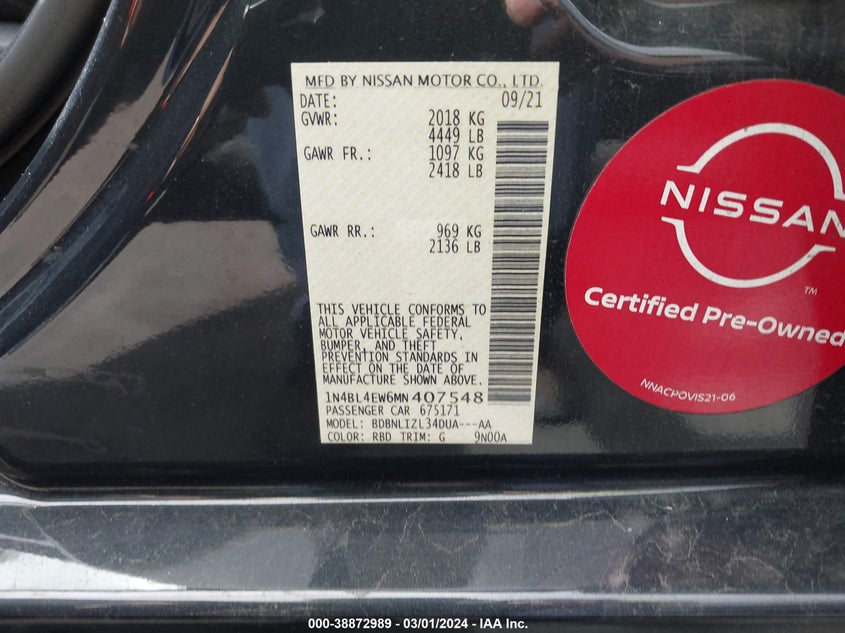 MFD BY NISSAN MOTOR CO., LTD.
DATE: 09/21
GVWR: 2018 KG
4449 LB
GAWR FR.: 1097 KG
2418 LB
GAWR RR.: 969 KG
2136 LB
THIS VEHICLE CONFORMS TO
ALL APPLICABLE FEDERAL
MOTOR VEHICLE SAFETY,
BUMPER, AND THEFT
PREVENTION STANDARDS IN
EFFECT ON THE DATE OF
MANUFACTURE SHOWN ABOVE.
1N4BL4EW6MN407548
PASSENGER CAR 675171
MODEL: BDBNLIZL34DUA---AA
COLOR: RBD TRIM: G 9N00A
NISSAN
TM
Certified Pre-Owned
NNACPOVIS21-06
000-38872989 - 03/01/2024 - IAA Inc.